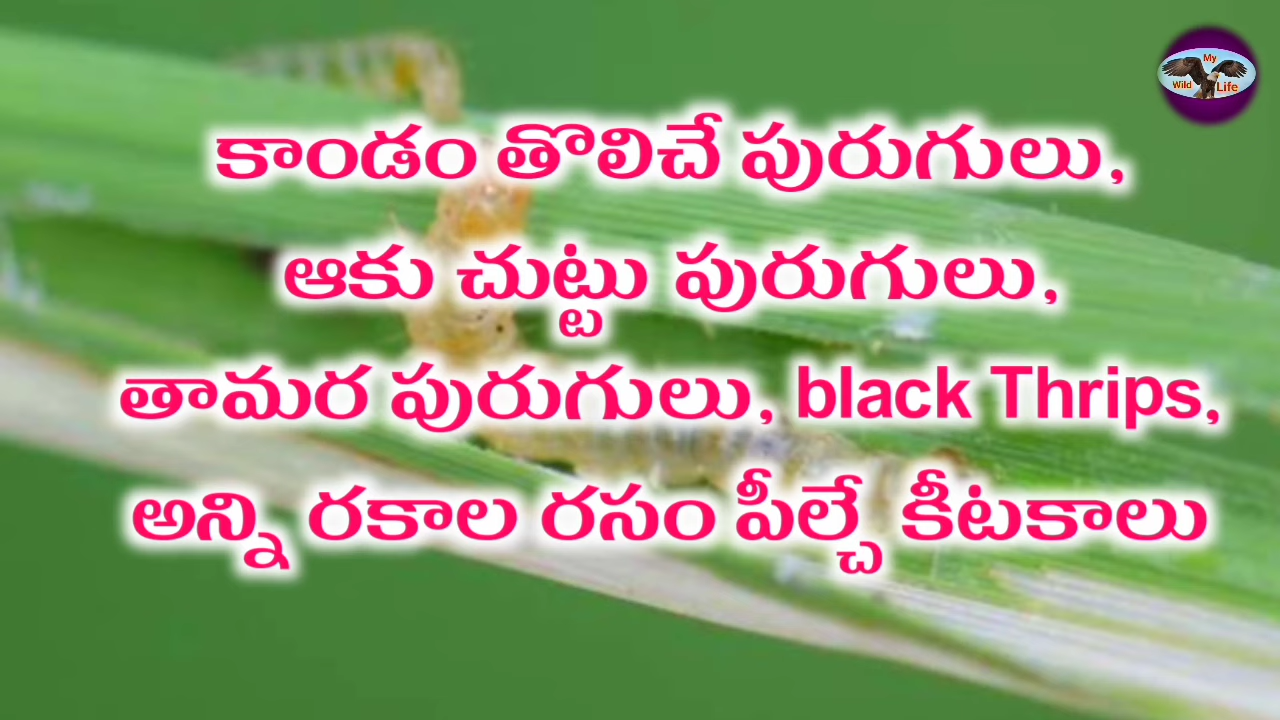 My
Wild Life
కాండం తొలిచే పురుగులు,
ఆకు చుట్టు పురుగులు,
తామర పురుగులు, black Thrips,
అన్ని రకాల రసం పీల్చే కీటకాలు